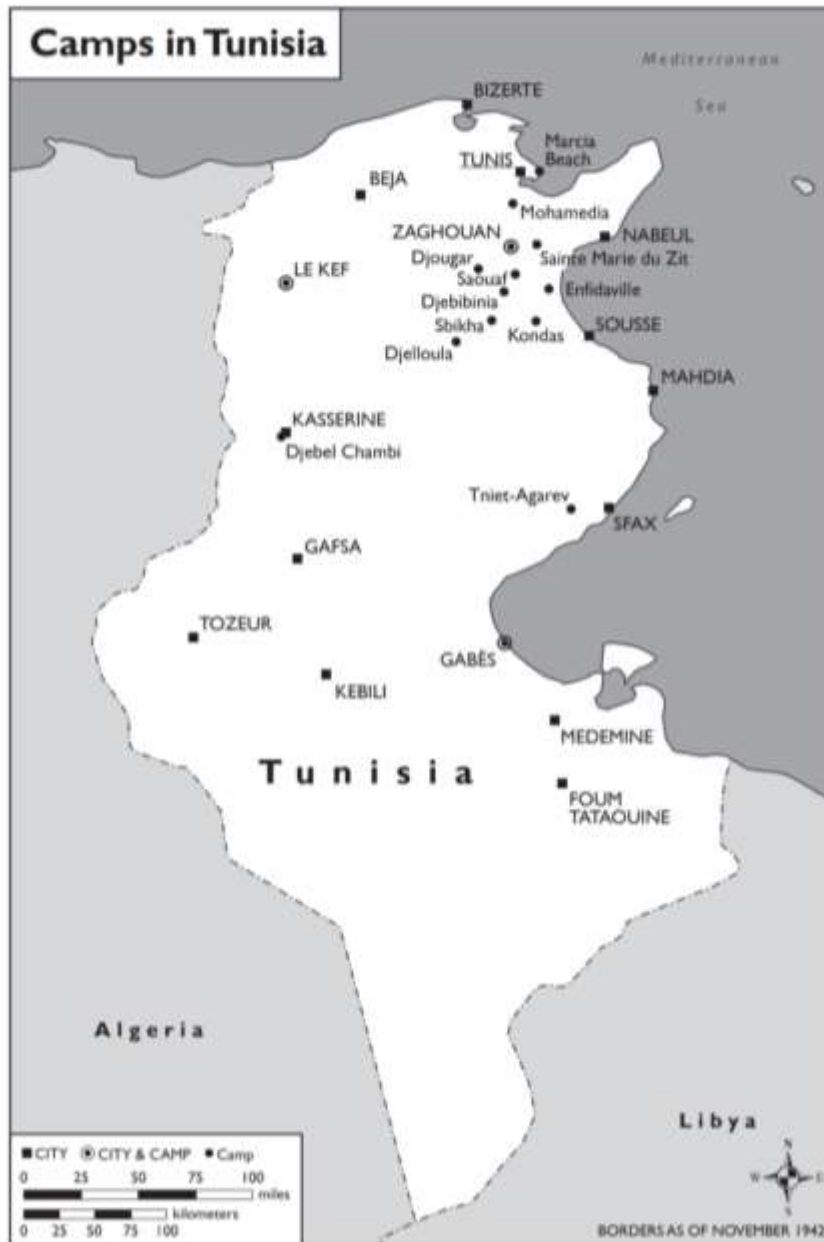 Camps in Tunisia
Mediterranean
Sea
BIZERTE
Marcia
Beach
TUNIS
BEJA
Mohamedia
ZAGHOUAN
NABEUL
Djougar
Sainte Marie du Zit
LE KEF
Saouaf
Enfidaville
Djebibinia
Sbikha
Kondas
SOUSSE
Djelloula
MAHDIA
KASSERINE
Djebel Chambi
Tniet-Agarev
SFAX
GAFSA
TOZEUR
GABÈS
KEBILI
MEDEMINE
Tunisia
FOUM
TATAOUINE
Algeria
Libya
CITY CITY & CAMP Camp
0 25 50 75 100
miles
kilometers
0 25 50 75 100
N
W E
S
BORDERS AS OF NOVEMBER 1942